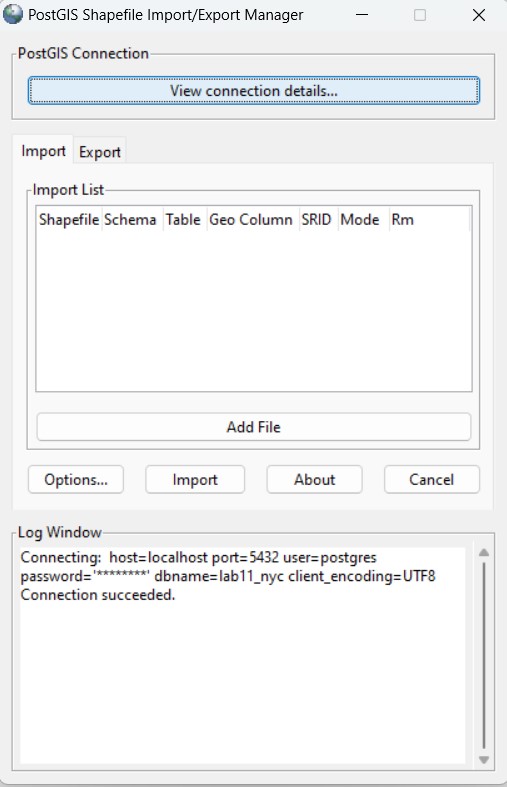 PostGIS Shapefile Import/Export Manager
PostGIS Connection
View connection details...
Import Export
Import List
Shapefile Schema Table Geo Column SRID Mode Rm
Add File
Options... Import About Cancel
Log Window
Connecting:  host=localhost port=5432 user=postgres
password='********' dbname=lab11_nyc client_encoding=UTF8
Connection succeeded.